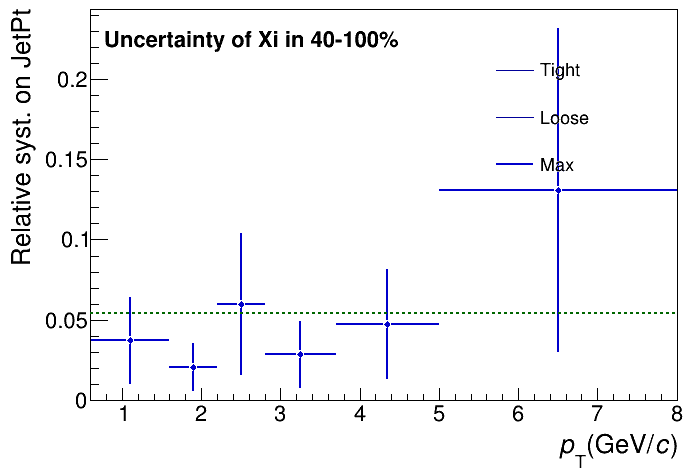 Uncertainty of Xi in 40-100%
Relative syst. on JetPt
Tight
Loose
Max
0.2
0.15
0.1
0.05
0
1 2 3 4 5 6 7 8
p_T (GeV/c)